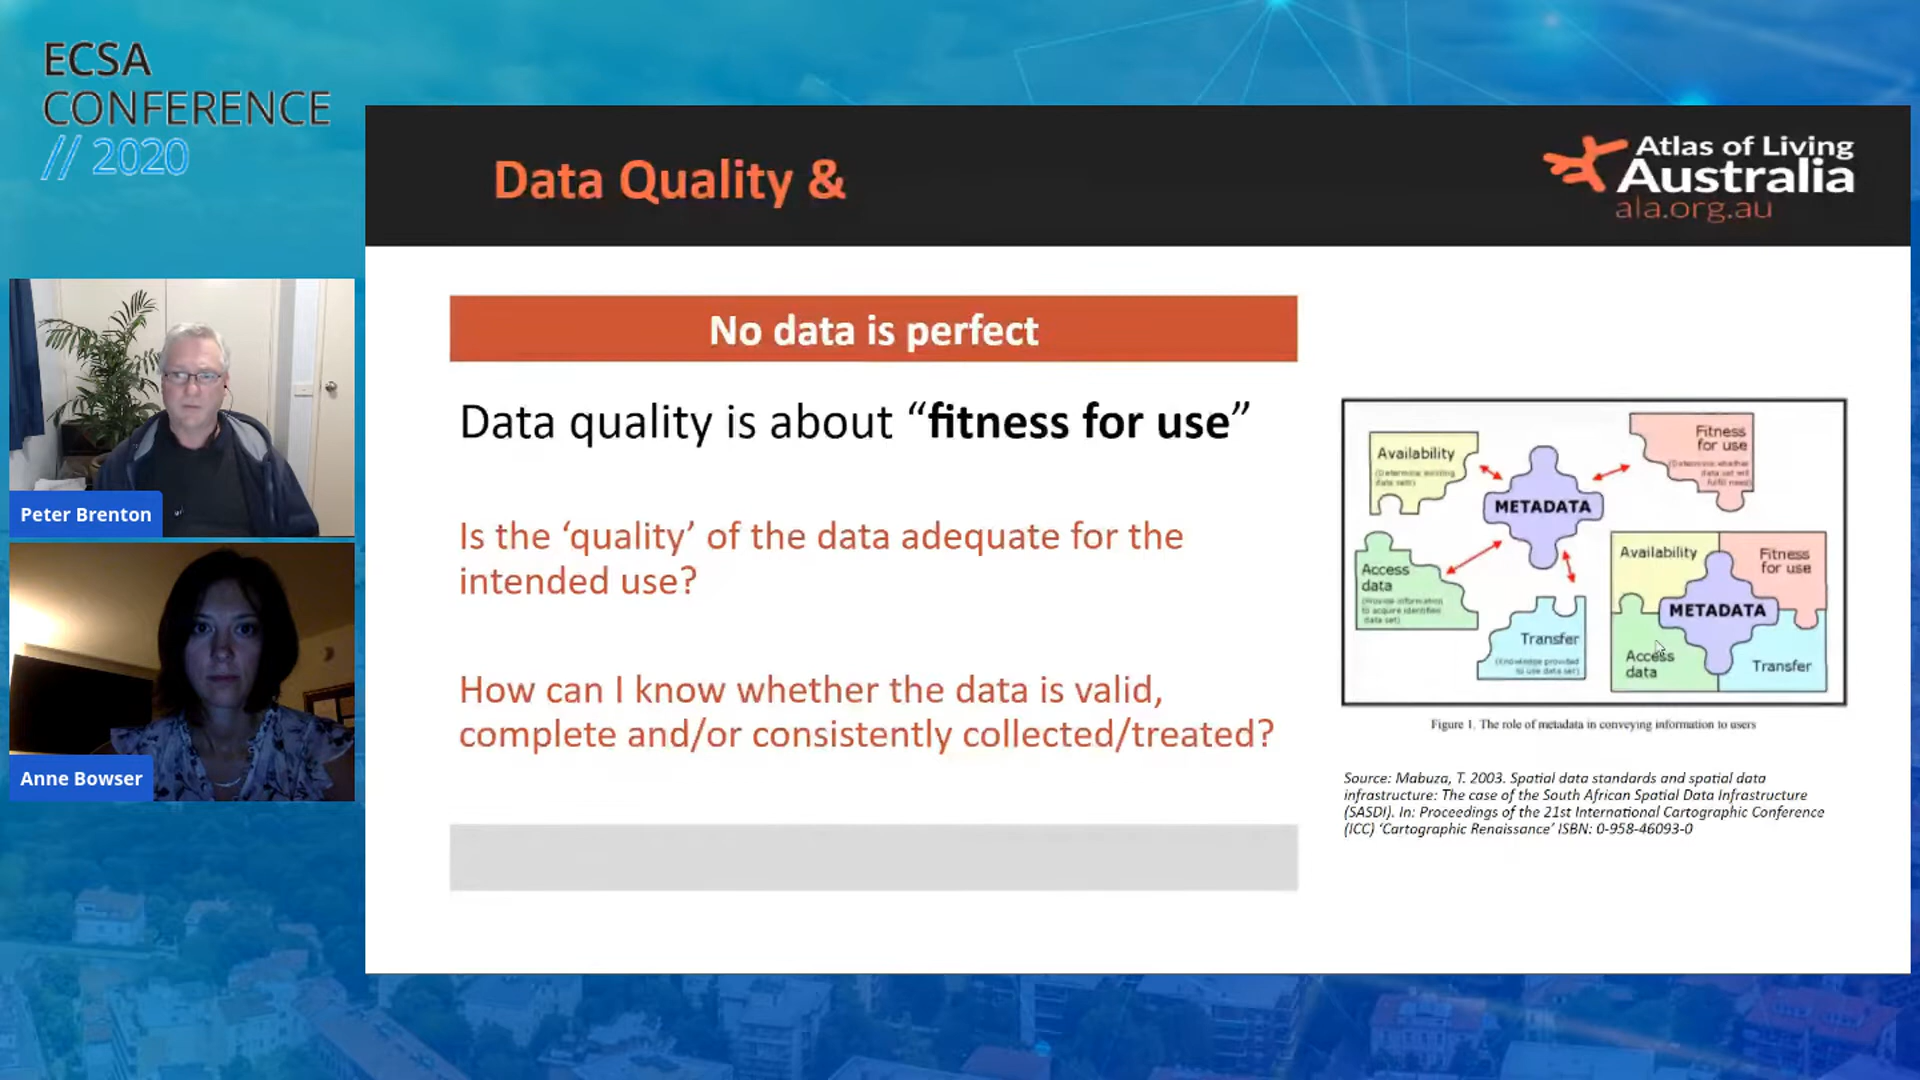 ECSA
CONFERENCE
// 2020
Data Quality &
Atlas of Living
Australia
ala.org.au
No data is perfect
Data quality is about “fitness for use”
Is the ‘quality’ of the data adequate for the
intended use?
How can I know whether the data is valid,
complete and/or consistently collected/treated?
Peter Brenton
Anne Bowser
Availability
(Determine existing
data sets)
METADATA
Fitness
for use
(Determine whether
data set will
fulfil need)
Access
data
(Provide information
to acquire identified
data set)
Transfer
(Knowledge provided
to use data set)
Availability
Fitness
for use
METADATA
Access
data
Transfer
Figure 1. The role of metadata in conveying information to users
Source: Mabuza, T. 2003. Spatial data standards and spatial data
infrastructure: The case of the South African Spatial Data Infrastructure
(SASDI). In: Proceedings of the 21st International Cartographic Conference
(ICC) ‘Cartographic Renaissance’ ISBN: 0-958-46093-0